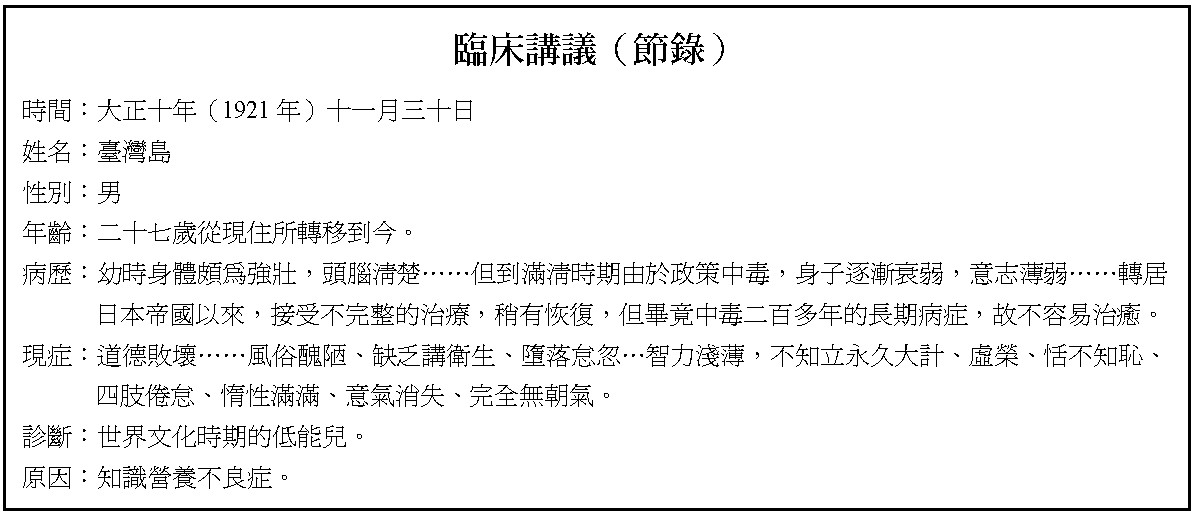 臨床講議（節錄）
時間：大正十年（1921 年）十一月三十日
姓名：臺灣島
性別：男
年齡：二十七歲從現住所轉移到今。
病歷：幼時身體頗為強壯，頭腦清楚……但到滿清時期由於政策中毒，身子逐漸衰弱，意志薄弱……轉居
日本帝國以來，接受不完整的治療，稍有恢復，但畢竟中毒二百多年的長期病症，故不容易治癒。
現症：道德敗壞……風俗醜陋、缺乏講衛生、墮落怠忽…智力淺薄，不知立永久大計、虛榮、恬不知恥、
四肢倦怠、惰性滿滿、意氣消失、完全無朝氣。
診斷：世界文化時期的低能兒。
原因：知識營養不良症。